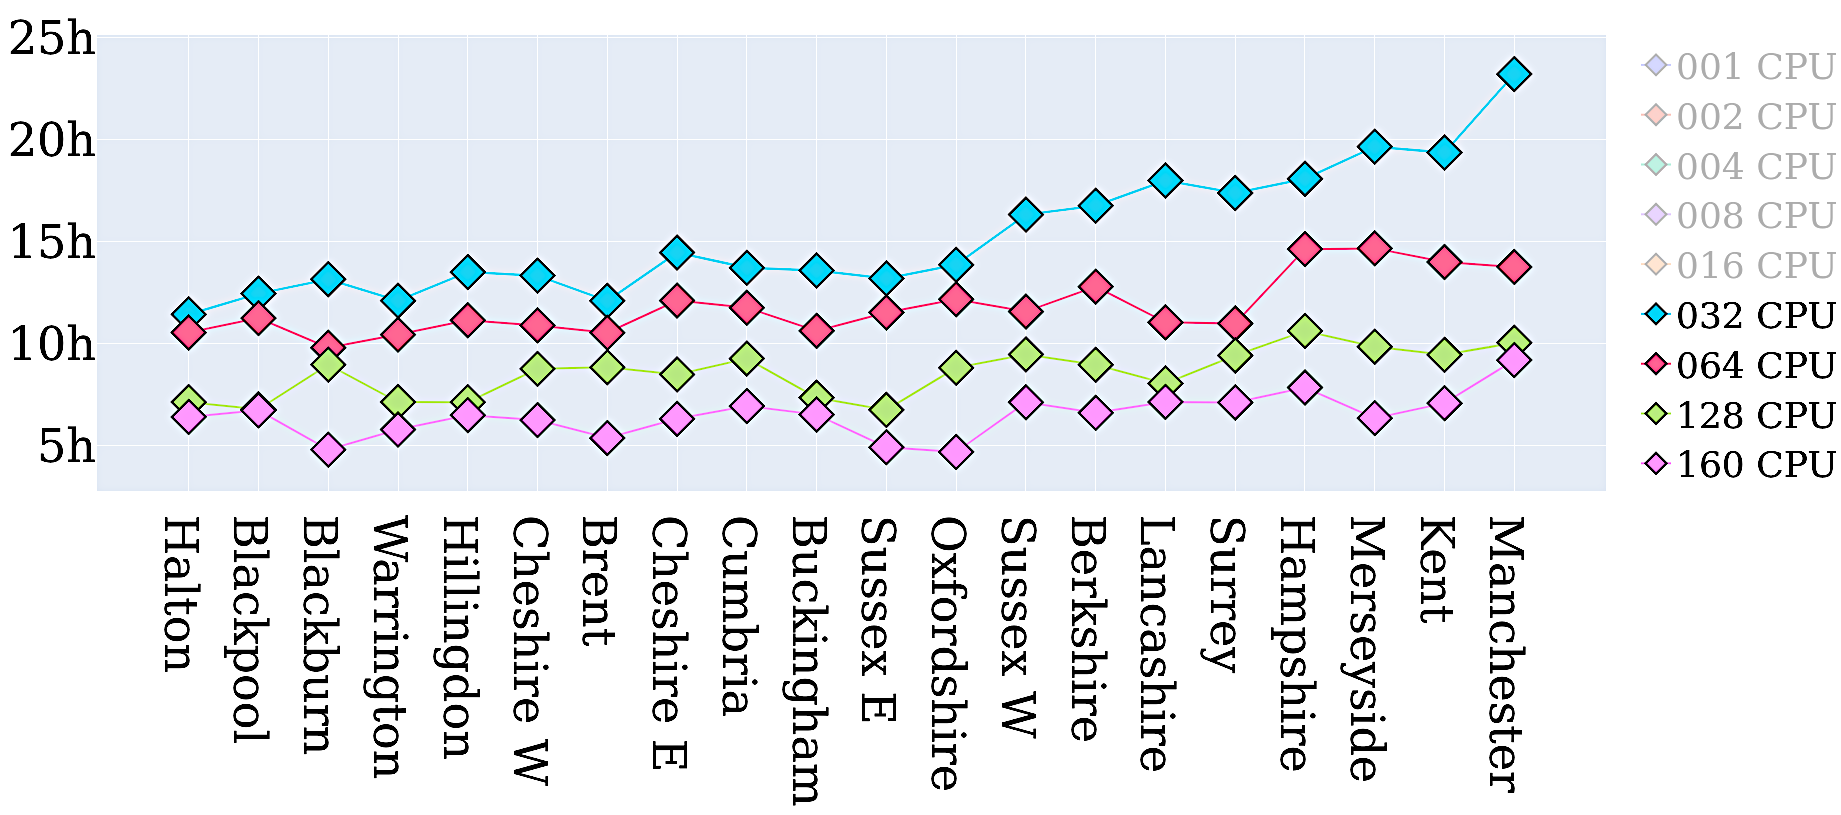 25h
20h
15h
10h
5h
Halton
Blackpool
Blackburn
Warrington
Hillingdon
Cheshire W
Brent
Cheshire E
Cumbria
Buckingham
Sussex E
Oxfordshire
Sussex W
Berkshire
Lancashire
Surrey
Hampshire
Merseyside
Kent
Manchester
001 CPU
002 CPU
004 CPU
008 CPU
016 CPU
032 CPU
064 CPU
128 CPU
160 CPU